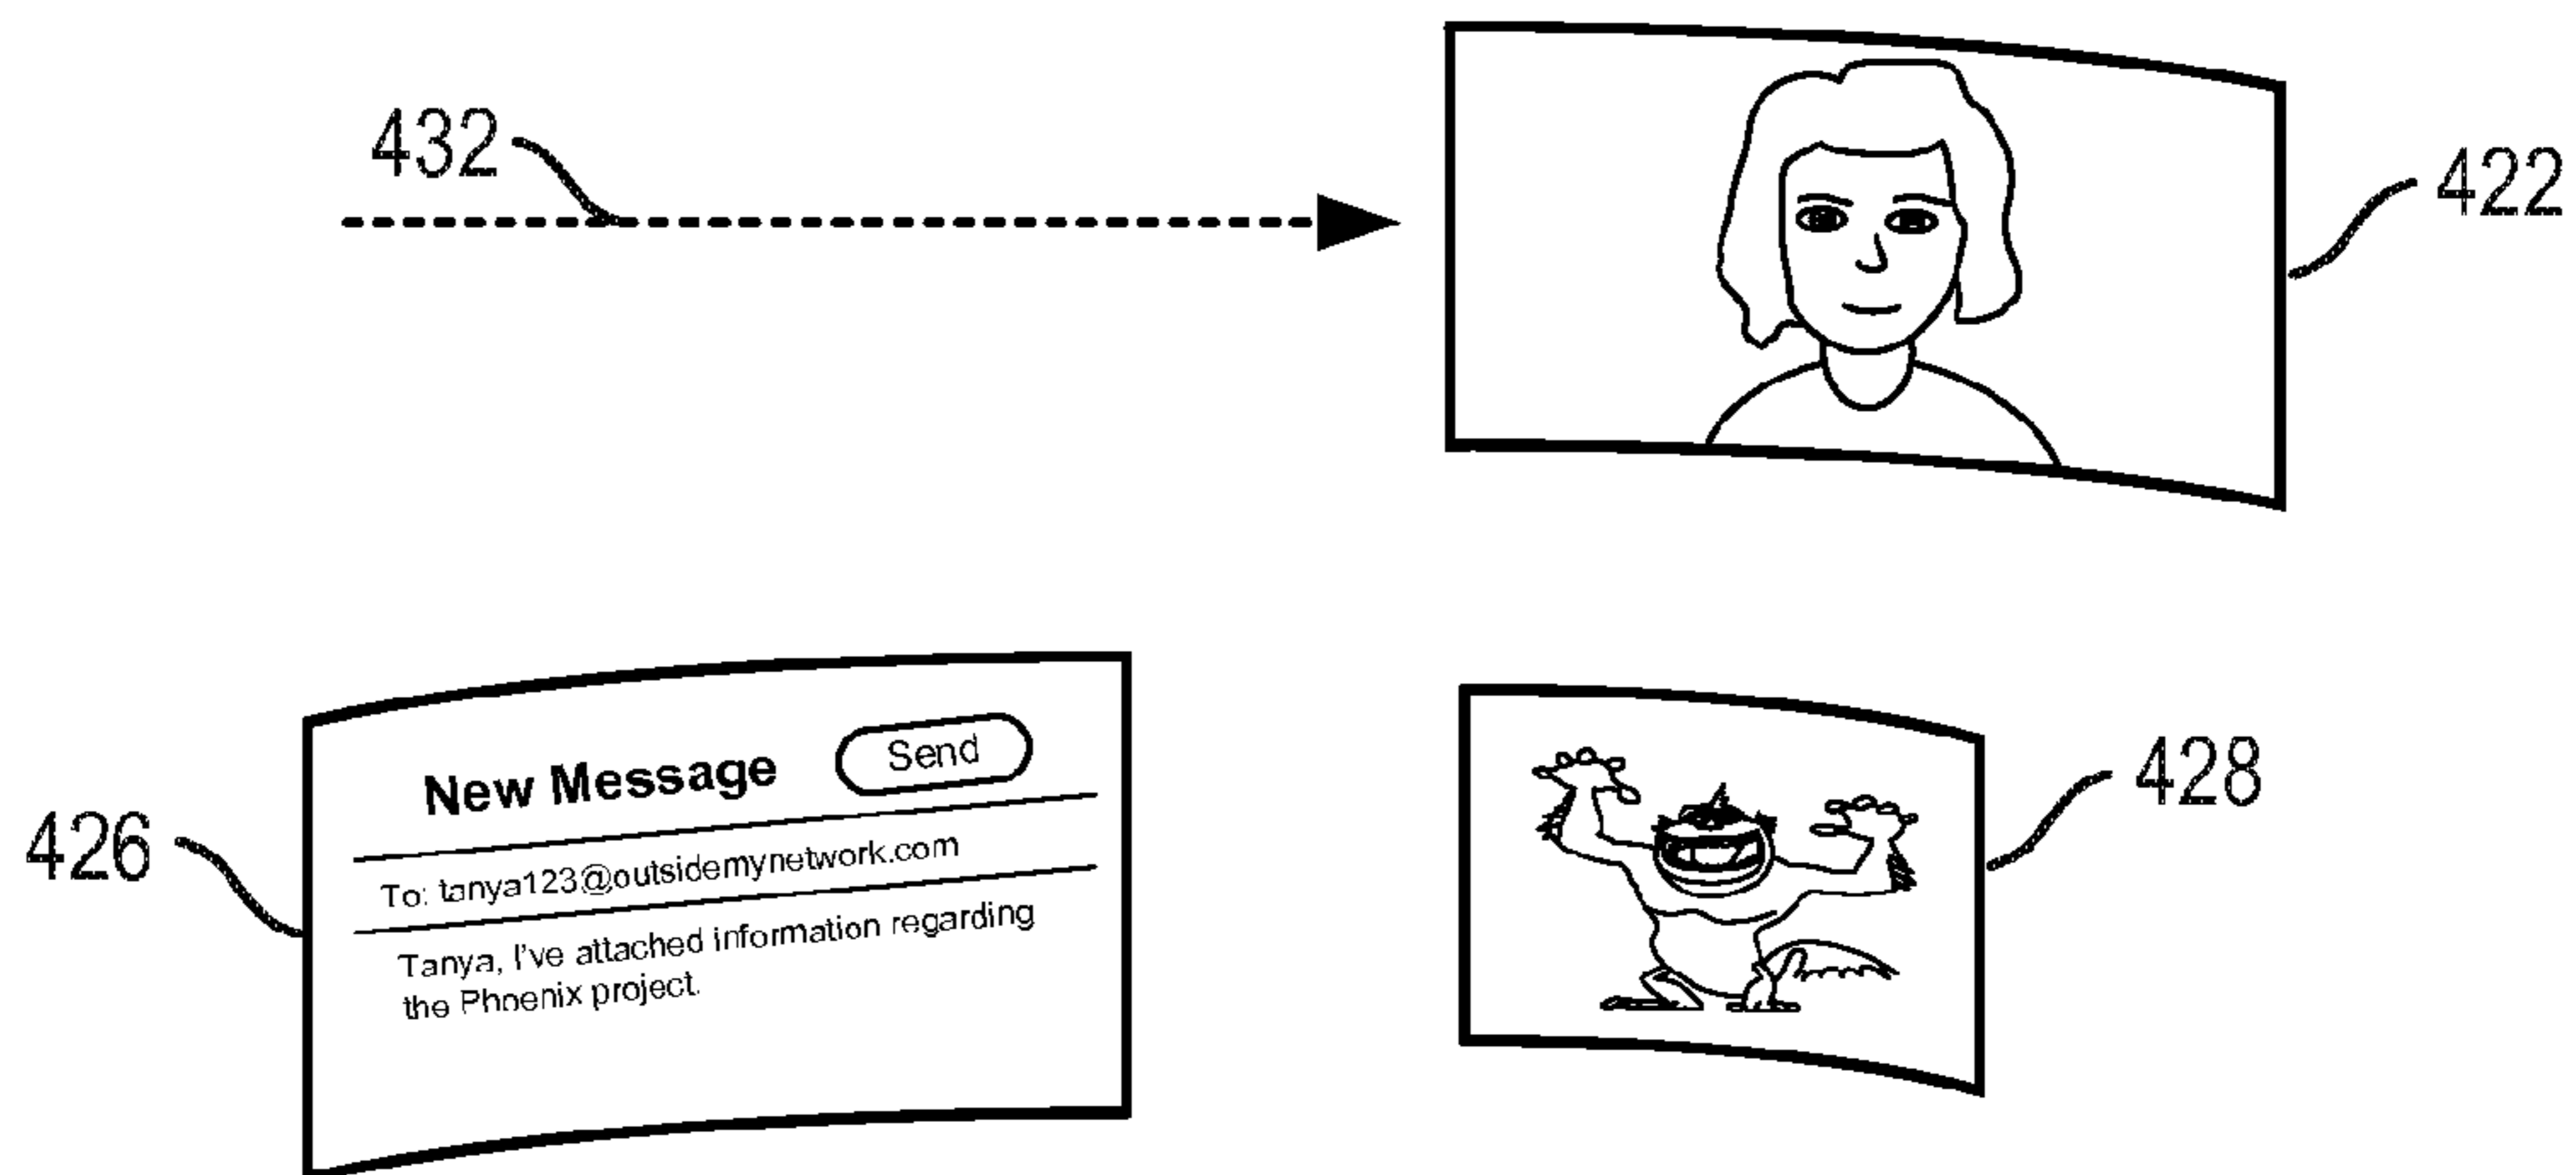 432
422
New Message
Send
To: tanya123@outsidemynetwork.com
Tanya, I've attached information regarding
the Phoenix project.
426
428